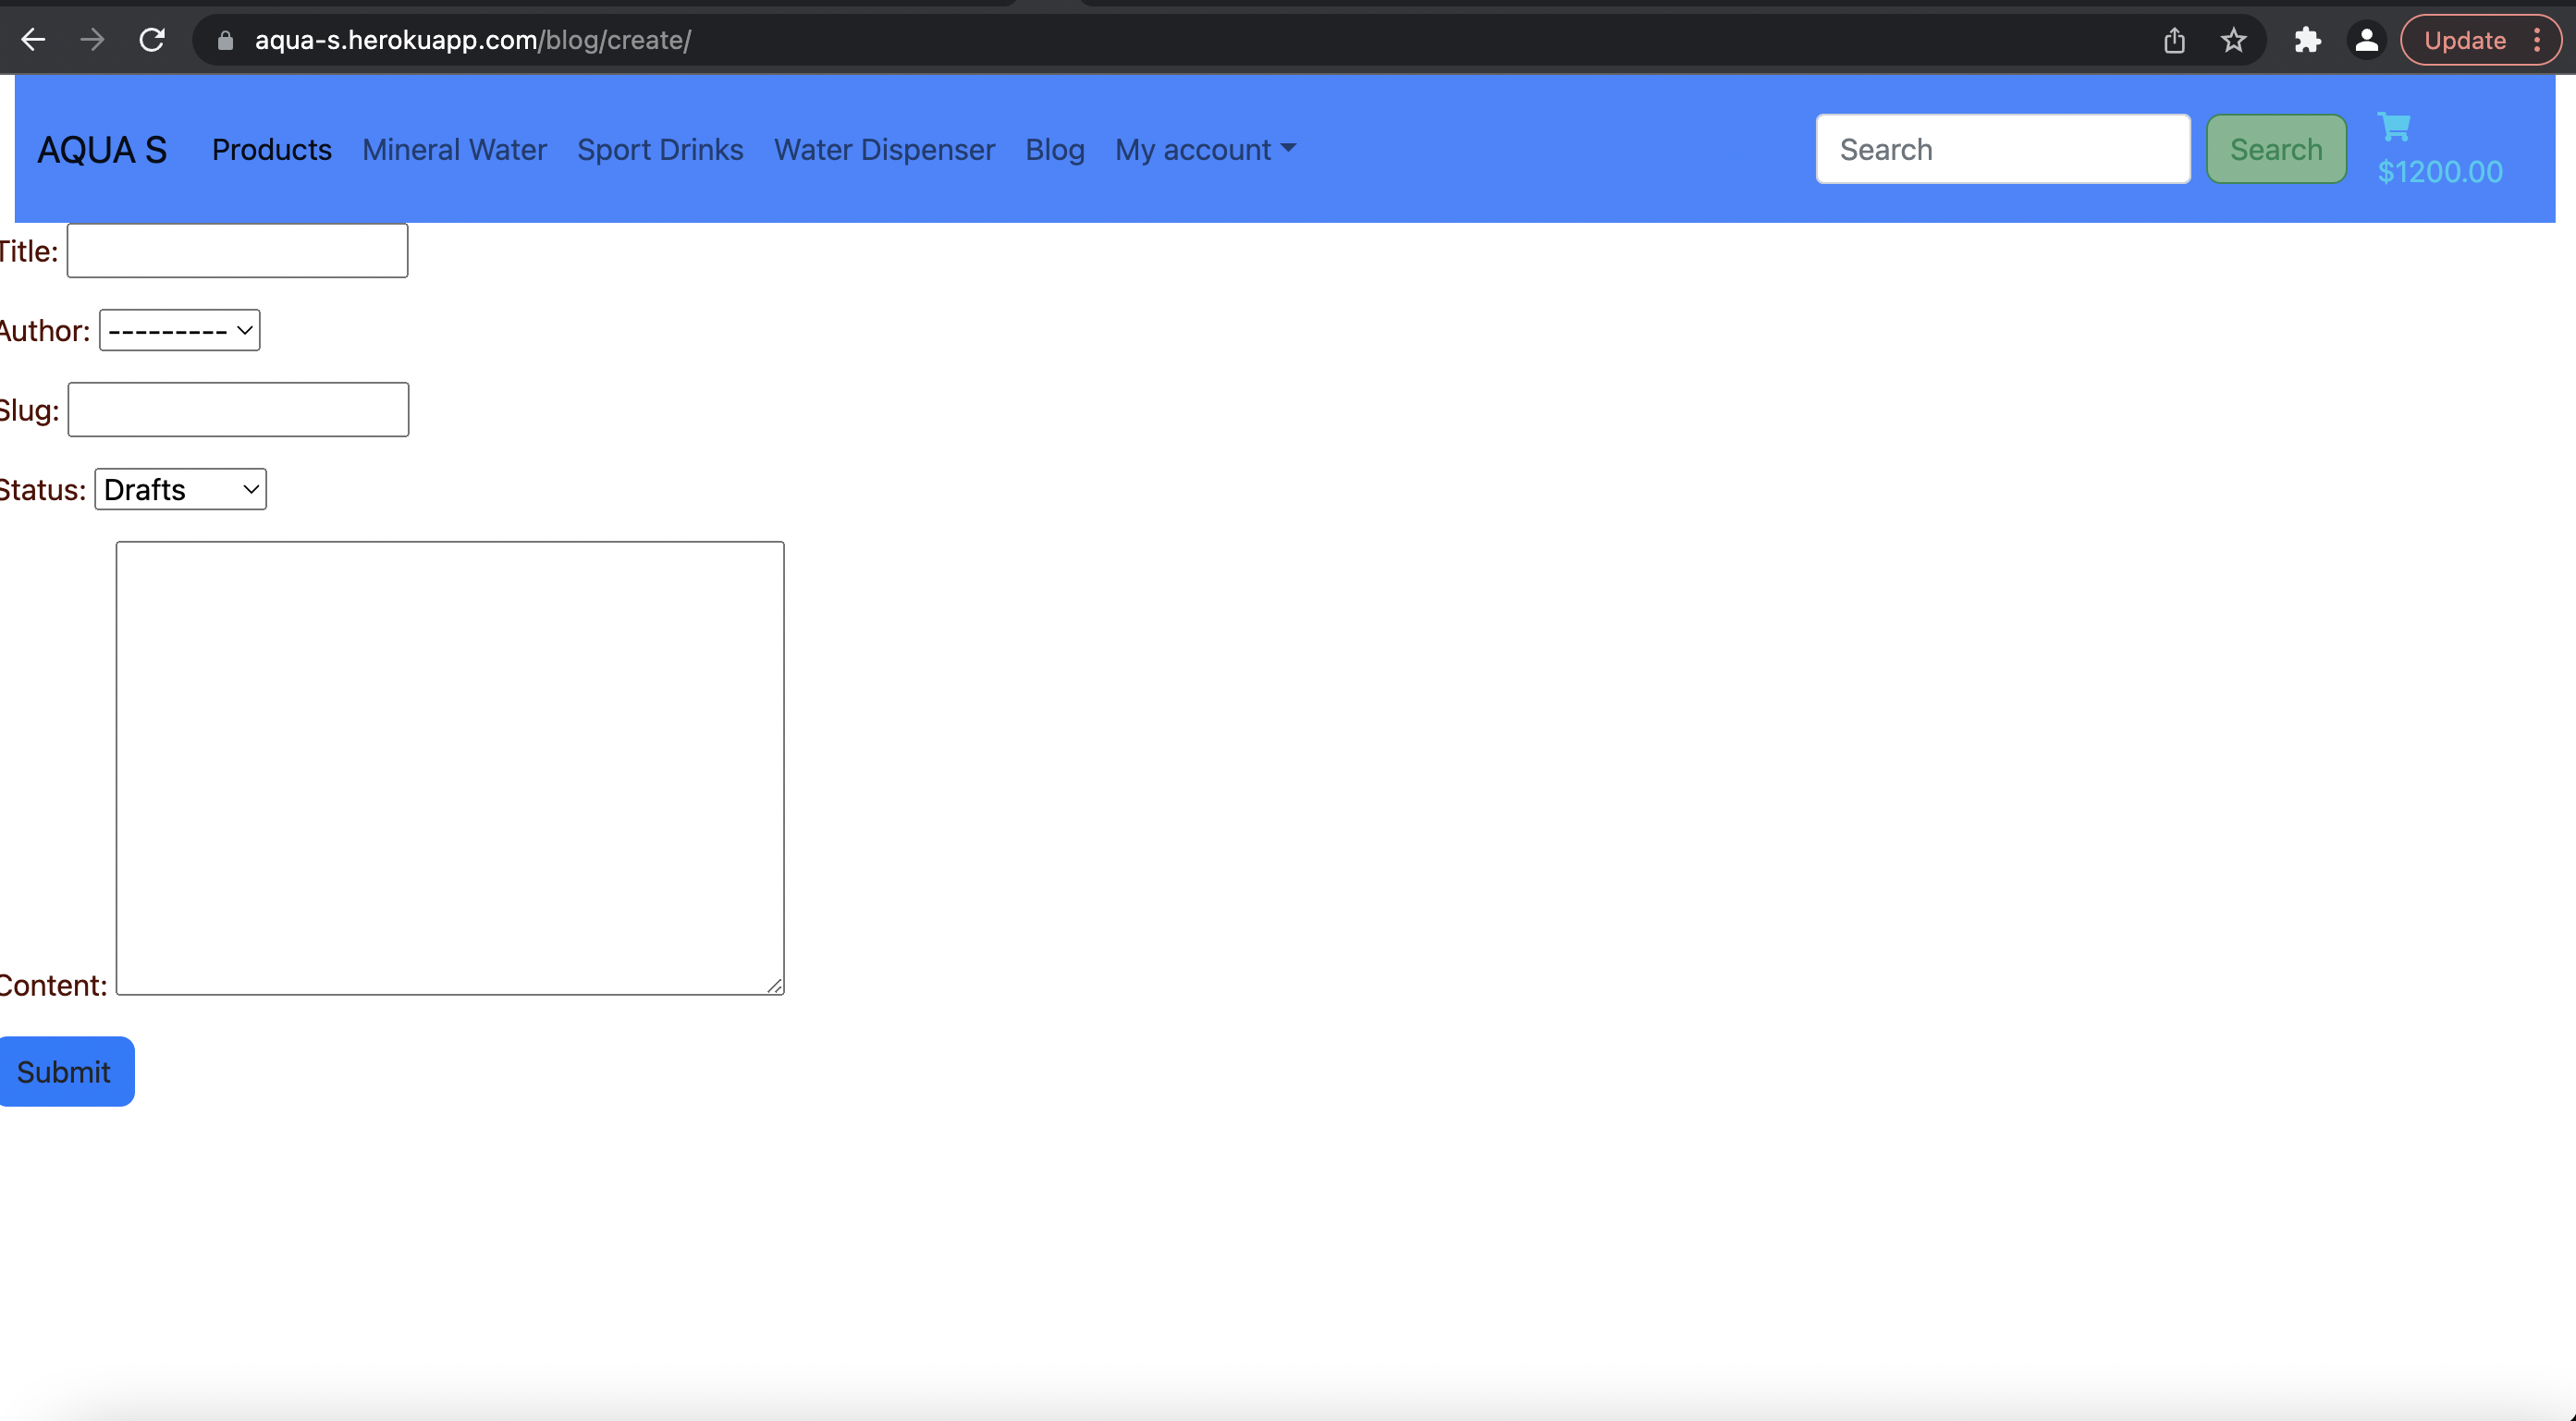 aqua-s.herokuapp.com/blog/create/
Update
AQUA S Products Mineral Water Sport Drinks Water Dispenser Blog My account Search Search
$1200.00
Title:
Author: ---------
Slug:
Status: Drafts
Content:
Submit